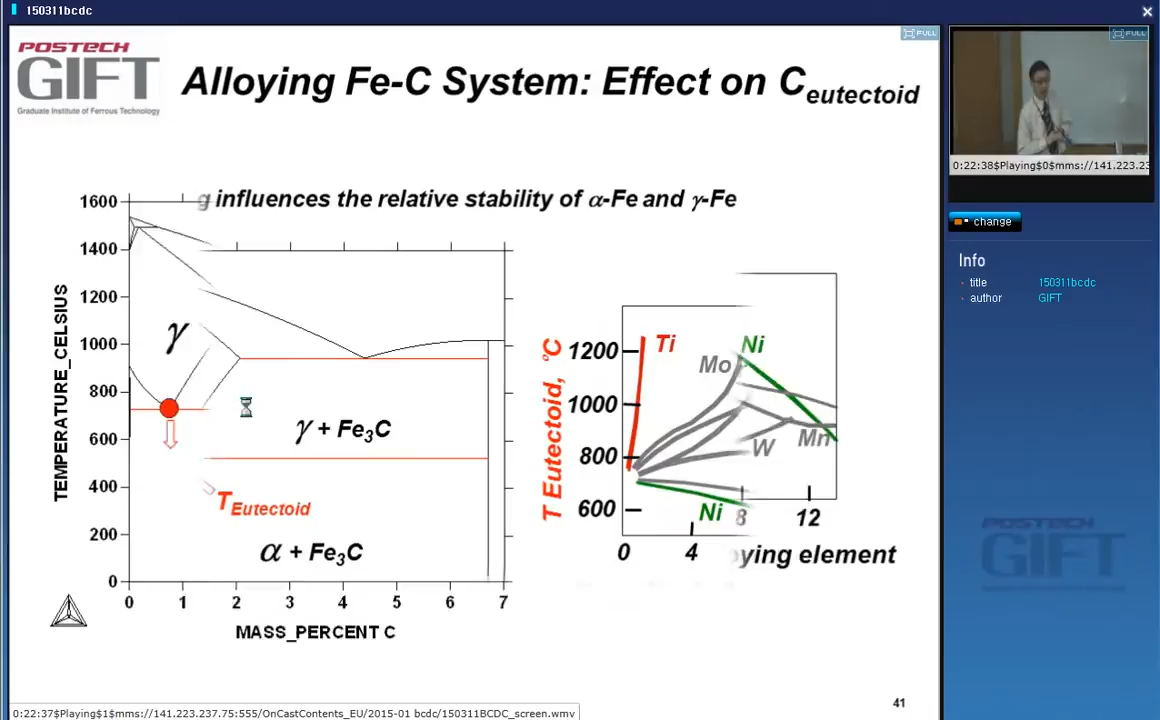 150311bcdc
POSTECH
GIFT
Graduate Institute of Ferrous Technology
Alloying Fe-C System: Effect on Ceutectoid
FULL
FULL
g influences the relative stability of α-Fe and γ-Fe
TEMPERATURE_CELSIUS
1600
1400
1200
1000
800
600
400
200
0
γ
γ + Fe3C
TEutectoid
α + Fe3C
0 1 2 3 4 5 6 7
MASS_PERCENT C
T Eutectoid, °C
1200
1000
800
600
Ti
Mo
Ni
W
Mn
Ni
0 4 8 12
ying element
41
0:22:37$Playing$1$mms://141.223.237.75:555/OnCastContents_EU/2015-01 bcdc/150311BCDC_screen.wmv
0:22:38$Playing$0$mms://141.223.23
change
Info
title 150311bcdc
author GIFT
POSTECH
GIFT